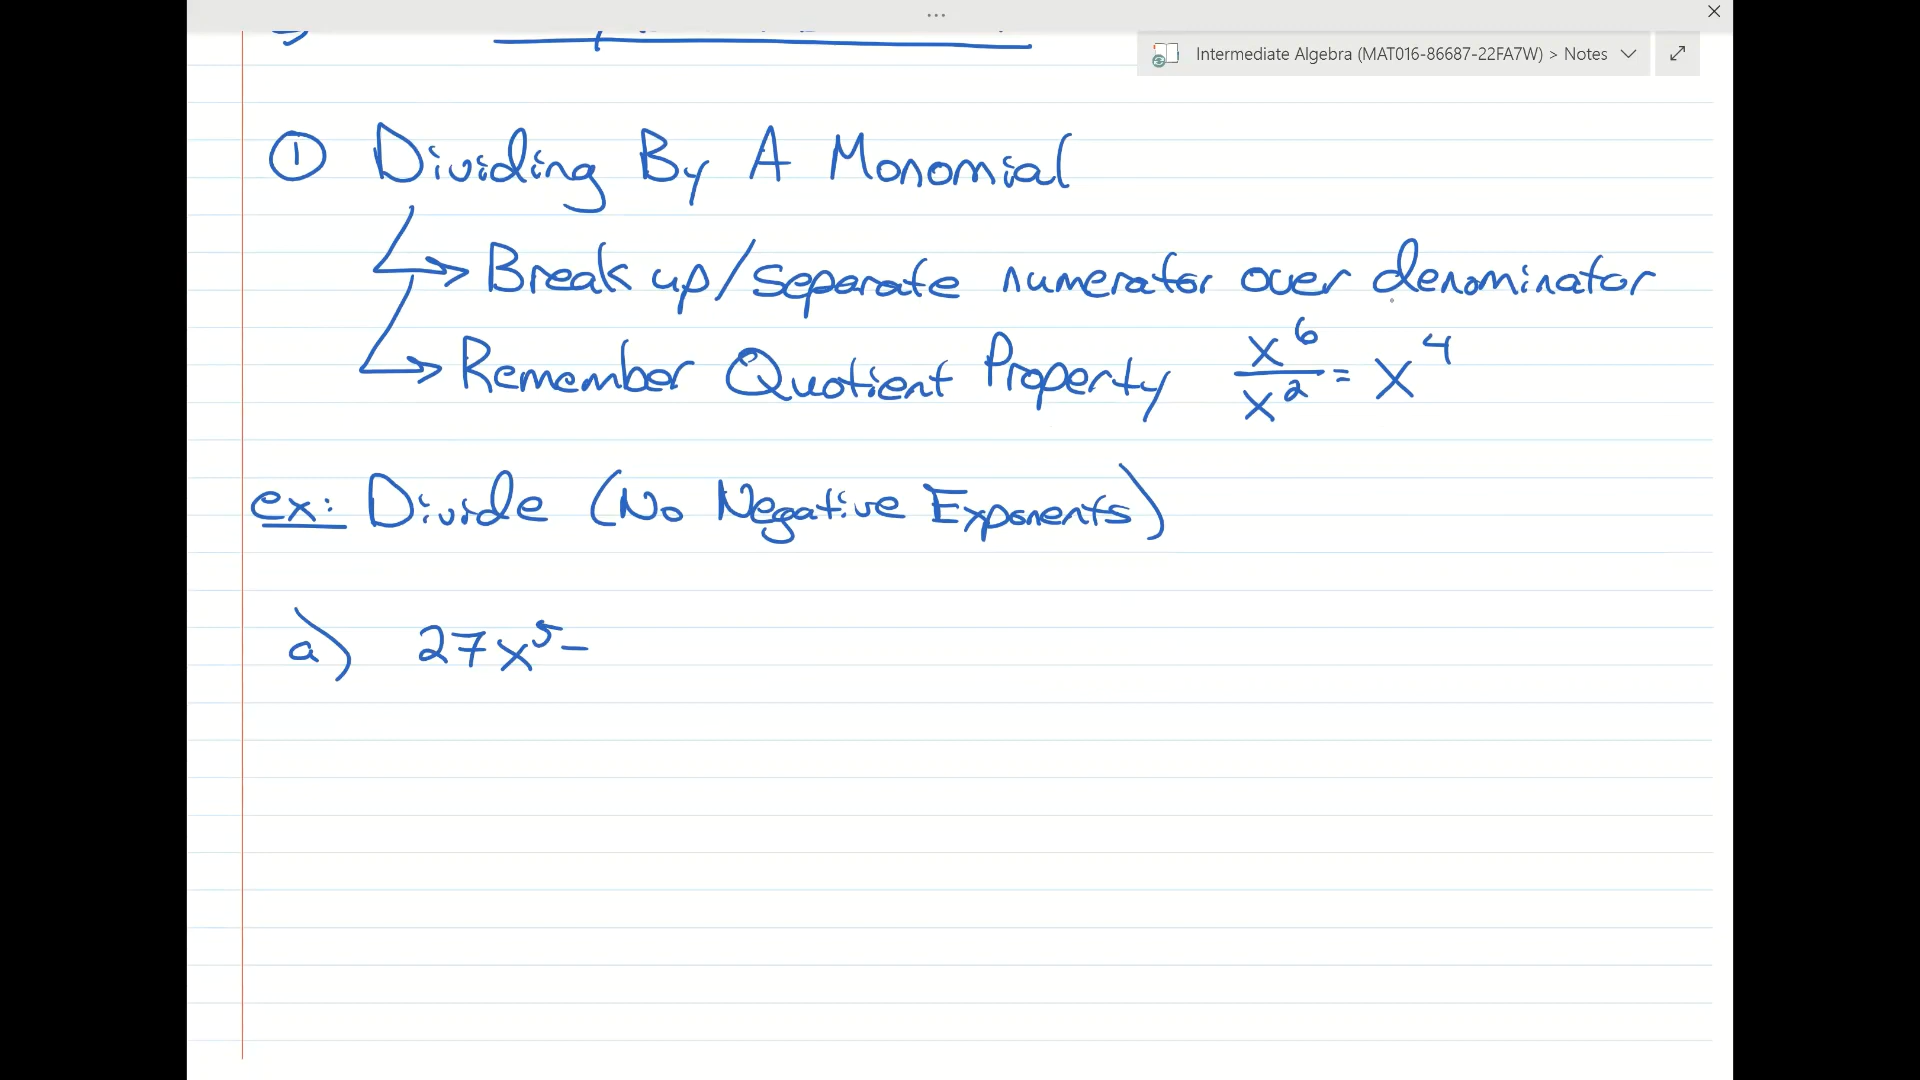 ...
Intermediate Algebra (MAT016-86687-22FA7W) > Notes
① Dividing By A Monomial
→ Break up/separate numerator over denominator
→ Remember Quotient Property x^6/x^2 = x^4
ex: Divide (No Negative Exponents)
a) 27x^5 -